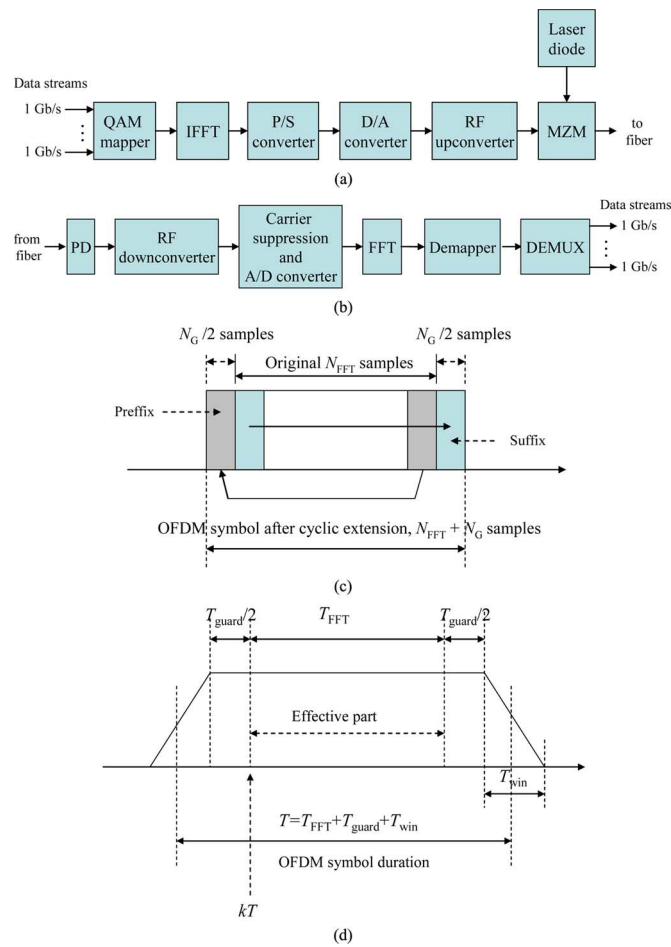 Laser
diode
Data streams
1 Gb/s
1 Gb/s
QAM
mapper
IFFT
P/S
converter
D/A
converter
RF
upconverter
MZM
to
fiber
(a)
from
fiber
PD
RF
downconverter
Carrier
suppression
and
A/D converter
FFT
Demapper
DEMUX
Data streams
1 Gb/s
1 Gb/s
(b)
N_G /2 samples
N_G /2 samples
Original N_FFT samples
Preffix
Suffix
OFDM symbol after cyclic extension, N_FFT + N_G samples
(c)
T_guard/2
T_FFT
T_guard/2
Effective part
T_win
T=T_FFT+T_guard+T_win
OFDM symbol duration
kT
(d)